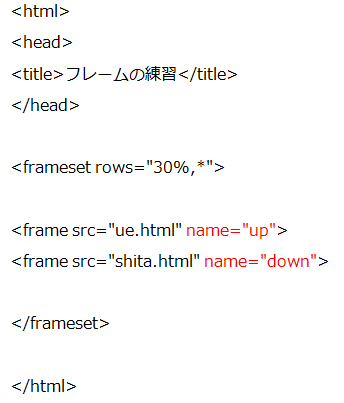 <html>
<head>
<title>フレームの練習</title>
</head>
<frameset rows="30%,*">
<frame src="ue.html" name="up">
<frame src="shita.html" name="down">
</frameset>
</html>